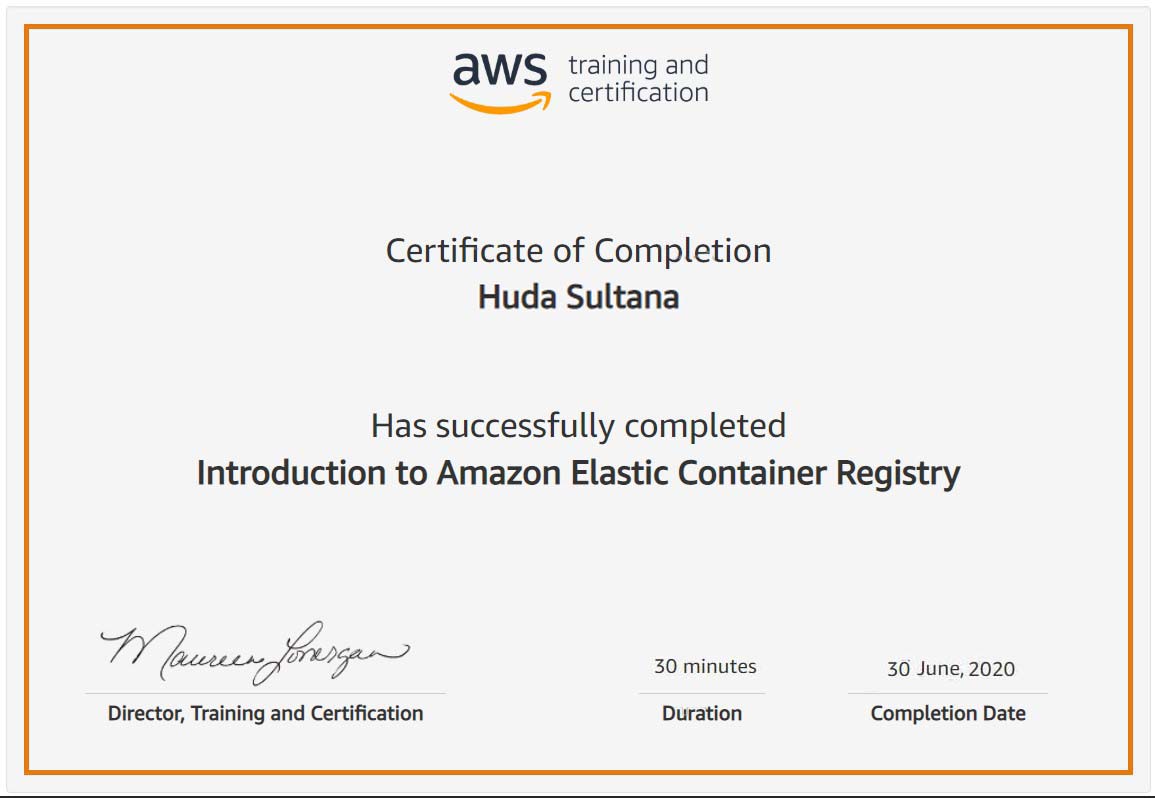 aws training and
certification
Certificate of Completion
Huda Sultana
Has successfully completed
Introduction to Amazon Elastic Container Registry
Maureen Lonergan
30 minutes
30 June, 2020
Director, Training and Certification
Duration
Completion Date